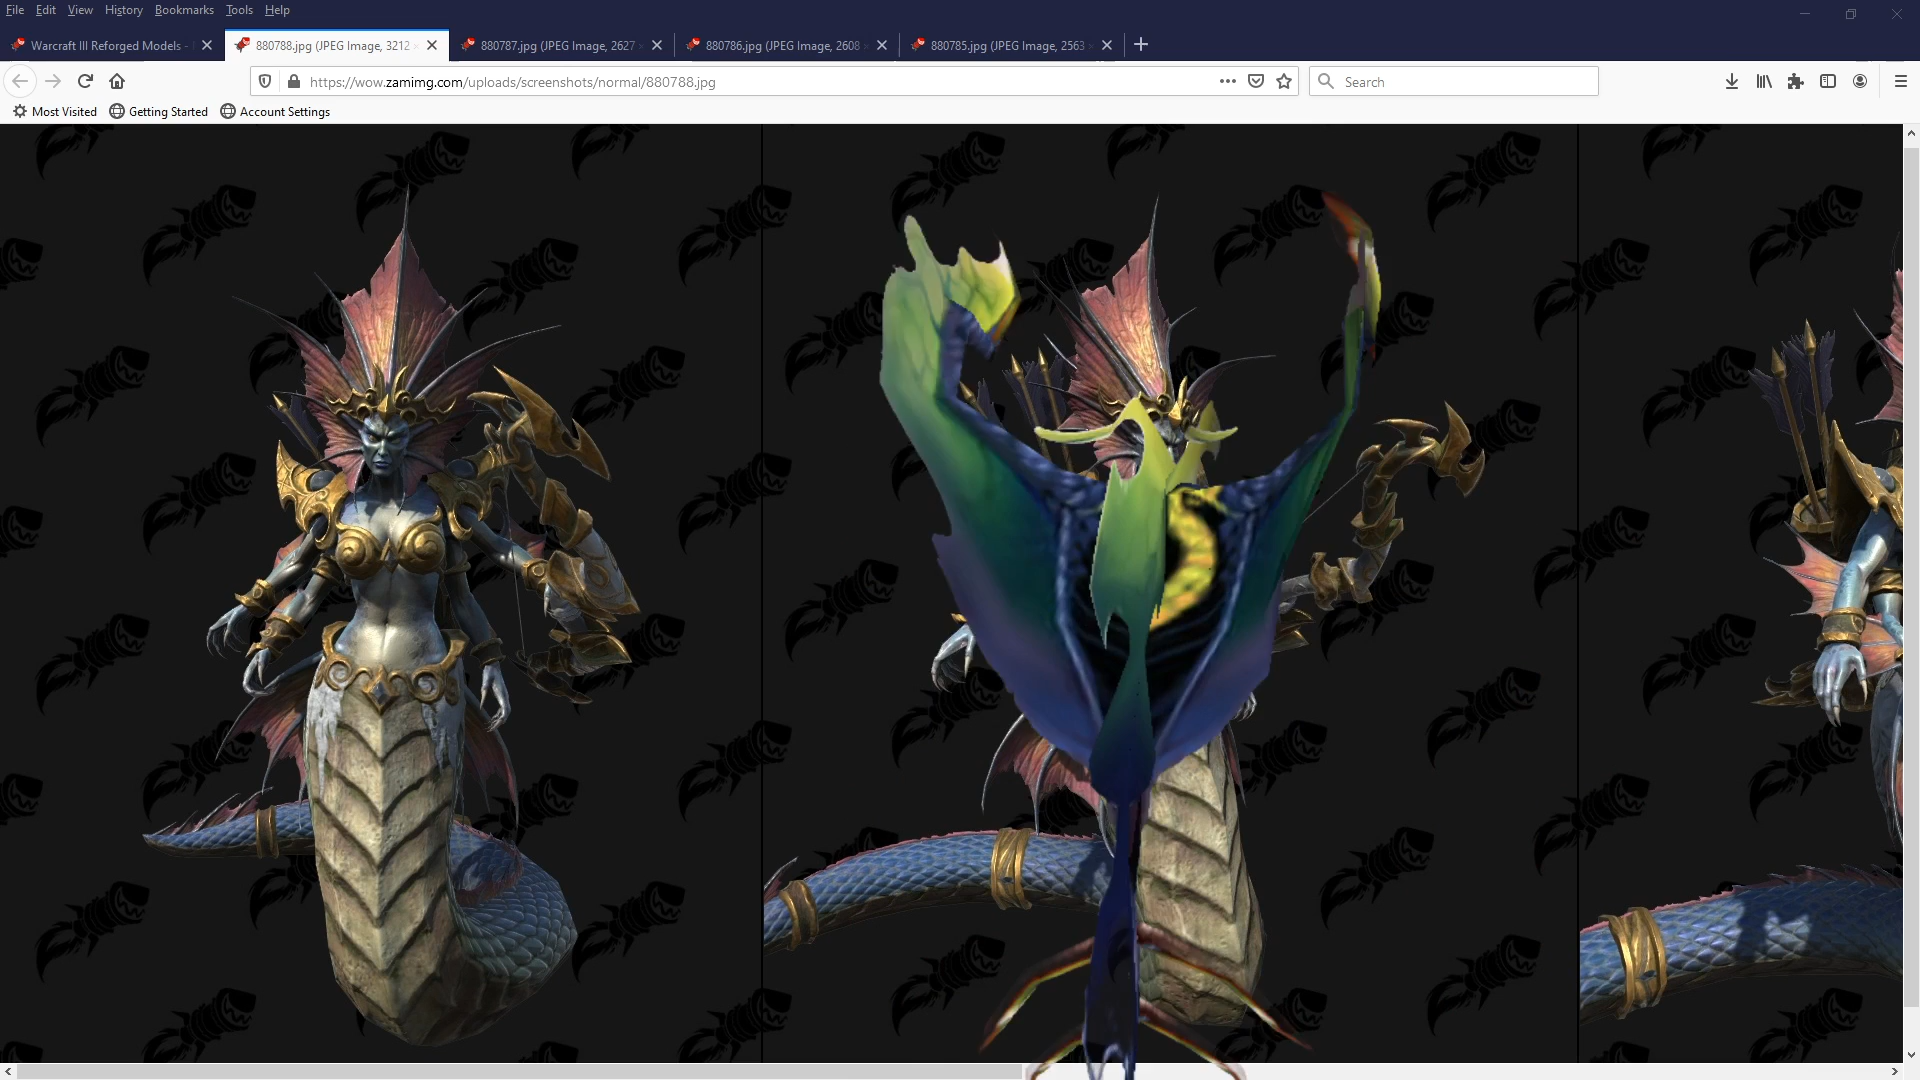 File Edit View History Bookmarks Tools Help
Warcraft III Reforged Models -
880788.jpg (JPEG Image, 3212
880787.jpg (JPEG Image, 2627
880786.jpg (JPEG Image, 2608
880785.jpg (JPEG Image, 2563
https://wow.zamimg.com/uploads/screenshots/normal/880788.jpg
Search
Most Visited Getting Started Account Settings